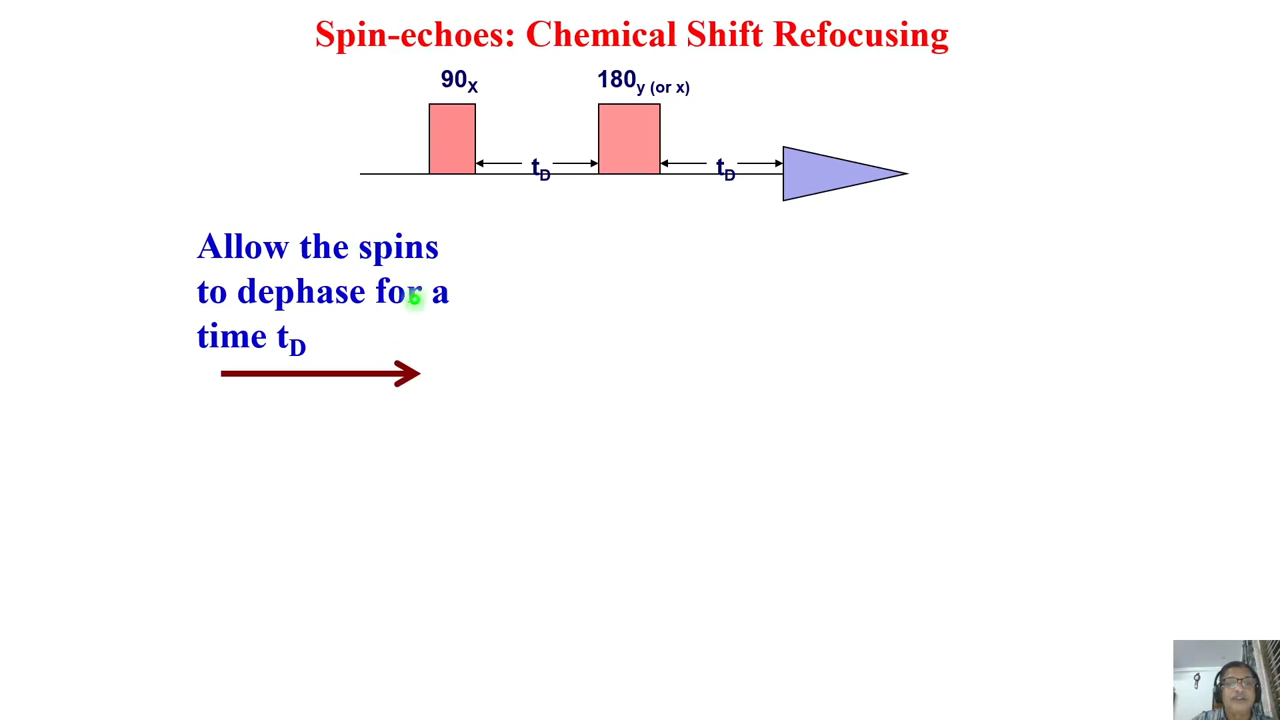 Spin-echoes: Chemical Shift Refocusing
90x 180y (or x)
tD tD
Allow the spins
to dephase for a
time tD